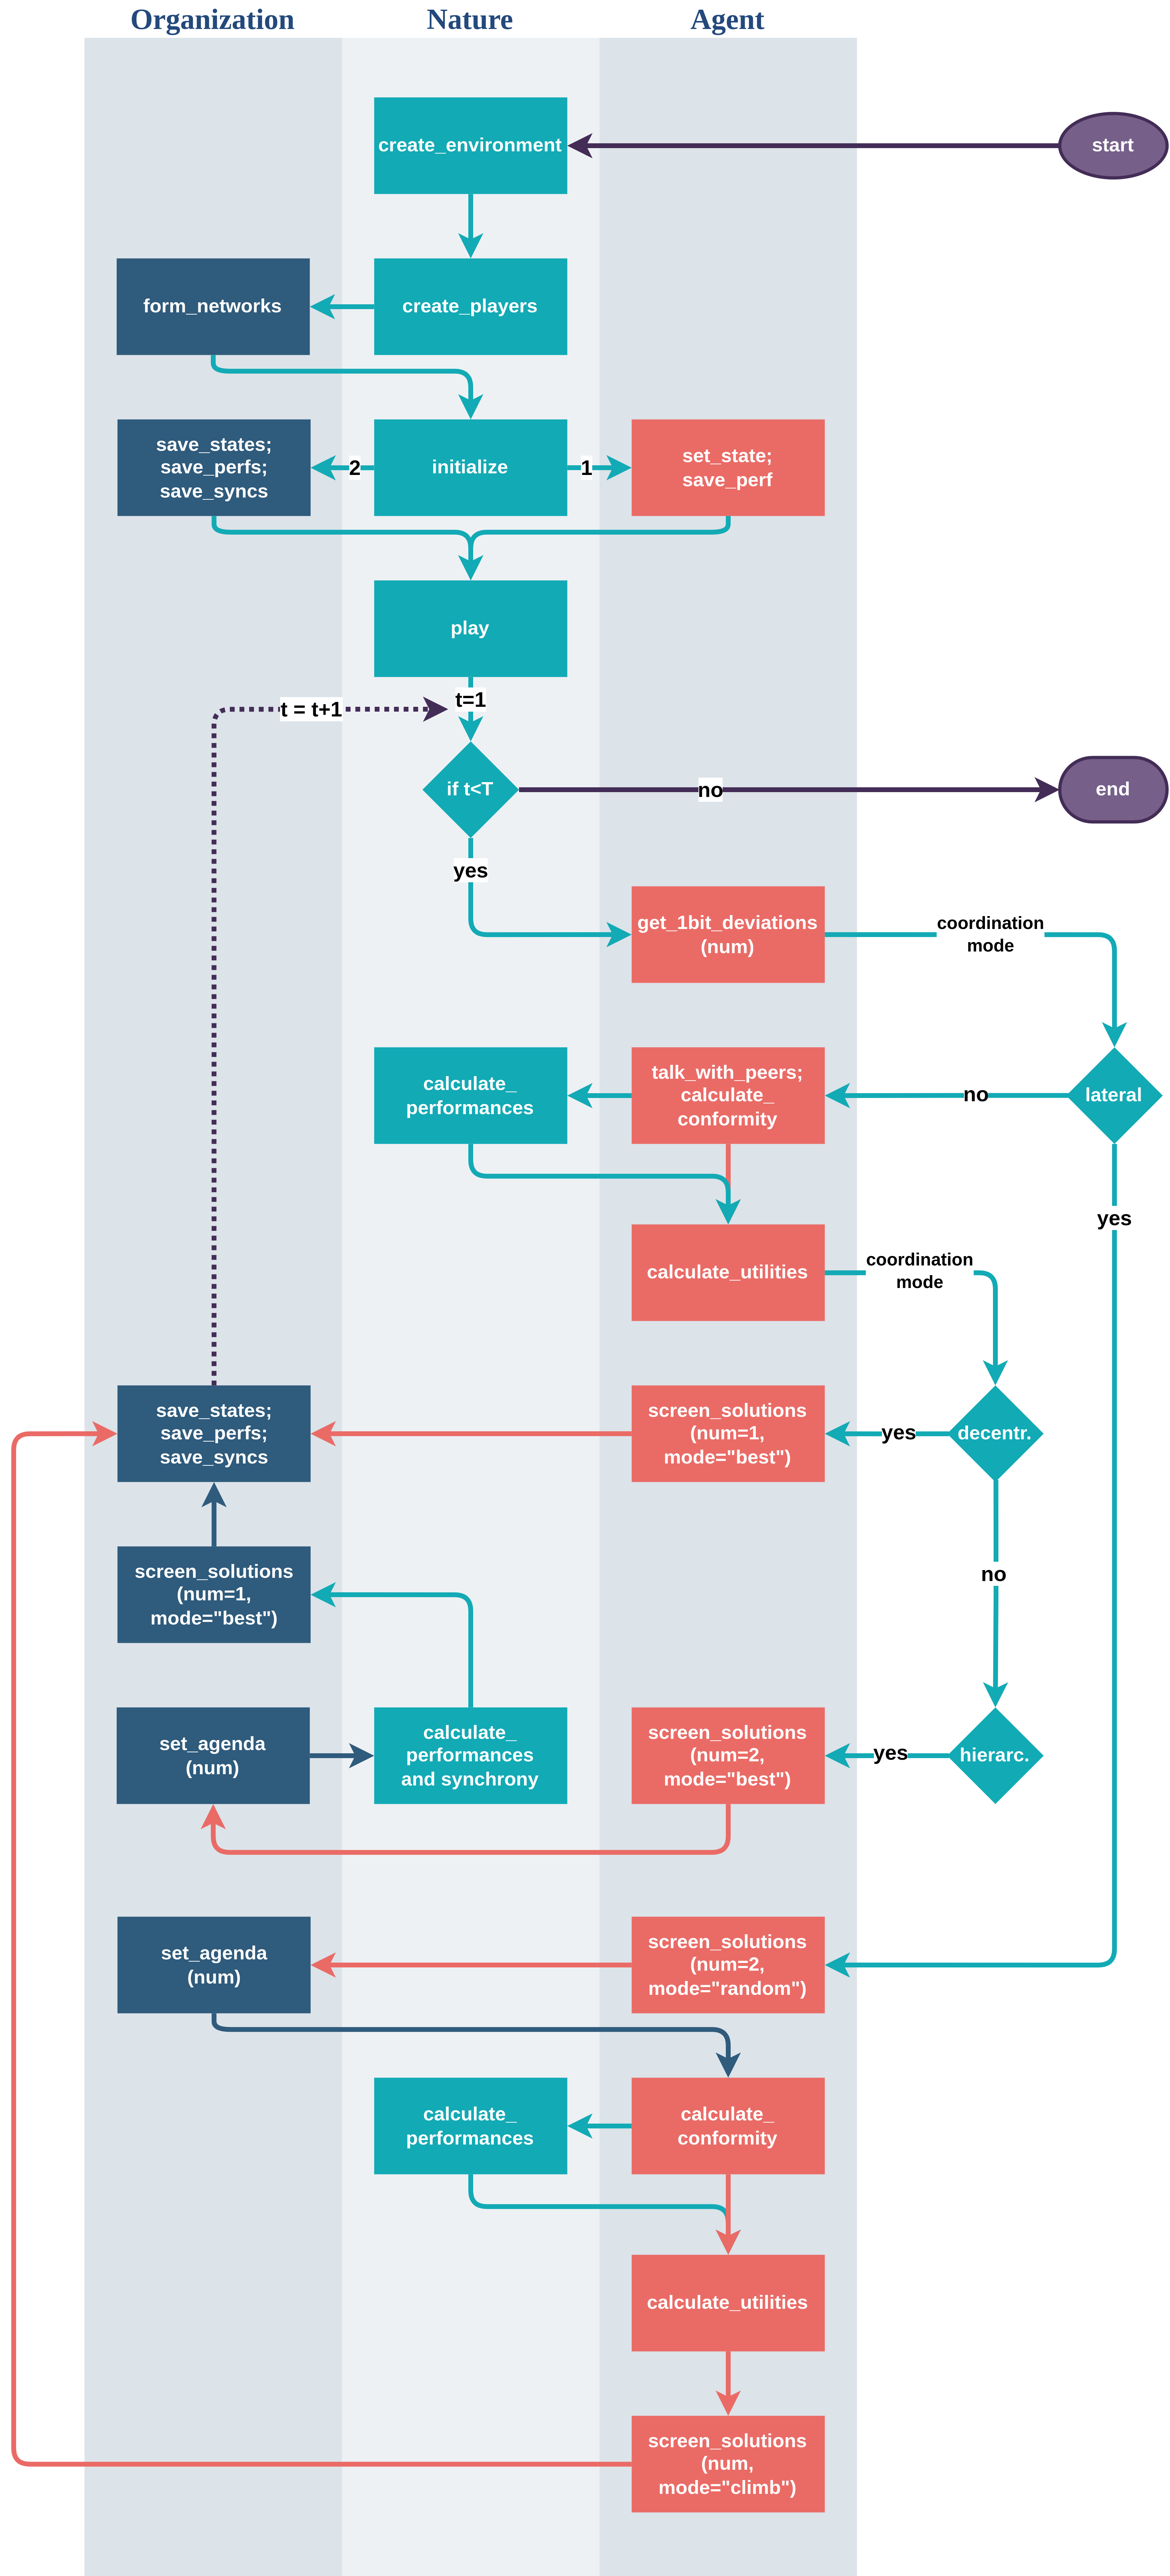 Organization
Nature
Agent
create_environment
start
form_networks
create_players
save_states;
save_perfs;
save_syncs
2
initialize
1
set_state;
save_perf
play
t=1
t = t+1
if t<T
no
end
yes
get_1bit_deviations
(num)
coordination
mode
calculate_
performances
talk_with_peers;
calculate_
conformity
no
lateral
yes
calculate_utilities
coordination
mode
save_states;
save_perfs;
save_syncs
screen_solutions
(num=1,
mode="best")
yes
decentr.
no
screen_solutions
(num=1,
mode="best")
set_agenda
(num)
calculate_
performances
and synchrony
screen_solutions
(num=2,
mode="best")
yes
hierarc.
set_agenda
(num)
screen_solutions
(num=2,
mode="random")
calculate_
performances
calculate_
conformity
calculate_utilities
screen_solutions
(num,
mode="climb")